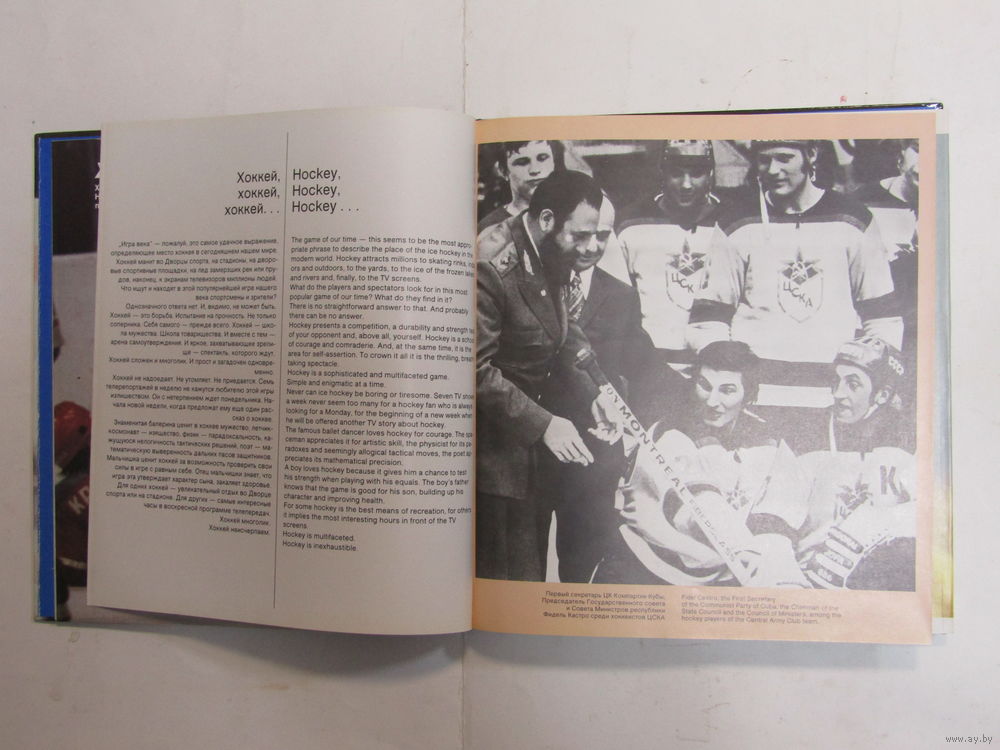 Хоккей,
хоккей,
хоккей. . .
„Игра века" — пожалуй, это самое удачное выражение,
определяющее место хоккея в сегодняшнем нашем мире.
Хоккей манит во Дворцы спорта, на стадионы, на дворо-
вые спортивные площадки, на лед замерзших рек или пру-
дов, наконец, к экранам телевизоров миллионы людей.
Что ищут и находят в этой популярнейшей игре нашего
века спортсмены и зрители?
Однозначного ответа нет. И, видимо, не может быть.
Хоккей — это борьба. Испытание на прочность. Не только
соперника. Себя самого — прежде всего. Хоккей — шко-
ла мужества. Школа товарищества. И вместе с тем —
арена самоутверждения. И яркое, захватывающее зрели-
ще — спектакль, которого ждут.
Хоккей сложен и многолик. И прост и загадочен одновре-
менно.
Хоккей не надоедает. Не утомляет. Не приедается. Семь
телерепортажей в неделю не кажутся любителю этой игры
излишеством. Он с нетерпением ждет понедельника. На-
чала новой недели, когда предложат ему еще один рас-
сказ о хоккее.
Знаменитая балерина ценит в хоккее мужество, летчик-
космонавт — изящество, физик — парадоксальность, ка-
жущуюся нелогичность тактических решений, поэт — ма-
тематическую выверенность дальних пасов защитников.
Мальчишка ценит хоккей за возможность проверить свои
силы в игре с равными себе. Отец мальчишки знает, что
игра эта утверждает характер сына, закаляет здоровье.
Для одних хоккей — увлекательный отдых во Дворце
спорта или на стадионе. Для других — самые интересные
часы в воскресной программе телепередач.
Хоккей многолик.
Хоккей неисчерпаем.
Hockey,
Hockey,
Hockey . . .
The game of our time — this seems to be the most appro-
priate phrase to describe the place of the ice hockey in the
modern world. Hockey attracts millions to skating rinks, indo-
ors and outdoors, to the yards, to the ice of the frozen lakes
and rivers and, finally, to the TV screens.
What do the players and spectators look for in this most
popular game of our time? What do they find in it?
There is no straightforward answer to that. And probably
there can be no answer.
Hockey presents a competition, a durability and strength test
of your opponent and, above all, yourself. Hockey is a school
of courage and comraderie. And, at the same time, it is the
area for self-assertion. To crown it all it is the thrilling, breath
taking spectacle.
Hockey is a sophisticated and multifaceted game.
Simple and enigmatic at a time.
Never can ice hockey be boring or tiresome. Seven TV shows
a week never seem too many for a hockey fan who is always
looking for a Monday, for the beginning of a new week when
he will be offered another TV story about hockey.
The famous ballet dancer loves hockey for courage. The spa-
ceman appreciates it for artistic skill, the physicist for its pa-
radoxes and seemingly allogical tactical moves, the poet ap-
preciates its mathematical precision.
A boy loves hockey because it gives him a chance to test
his strength when playing with his equals. The boy's father
knows that the game is good for his son, building up his
character and improving health.
For some hockey is the best means of recreation, for others
it implies the most interesting hours in front of the TV
screens.
Hockey is multifaceted.
Hockey is inexhaustible.
ЦСКА
ЦСКА
MONTREAL
К
Первый секретарь ЦК Компартии Кубы,
Председатель Государственного совета
и Совета Министров республики
Фидель Кастро среди хоккеистов ЦСКА
Fidel Castro, the First Secretary
of the Communist Party of Cuba, the Chairman of the
State Council and the Council of Ministers, among the
hockey players of the Central Army Club team.
www.ay.by